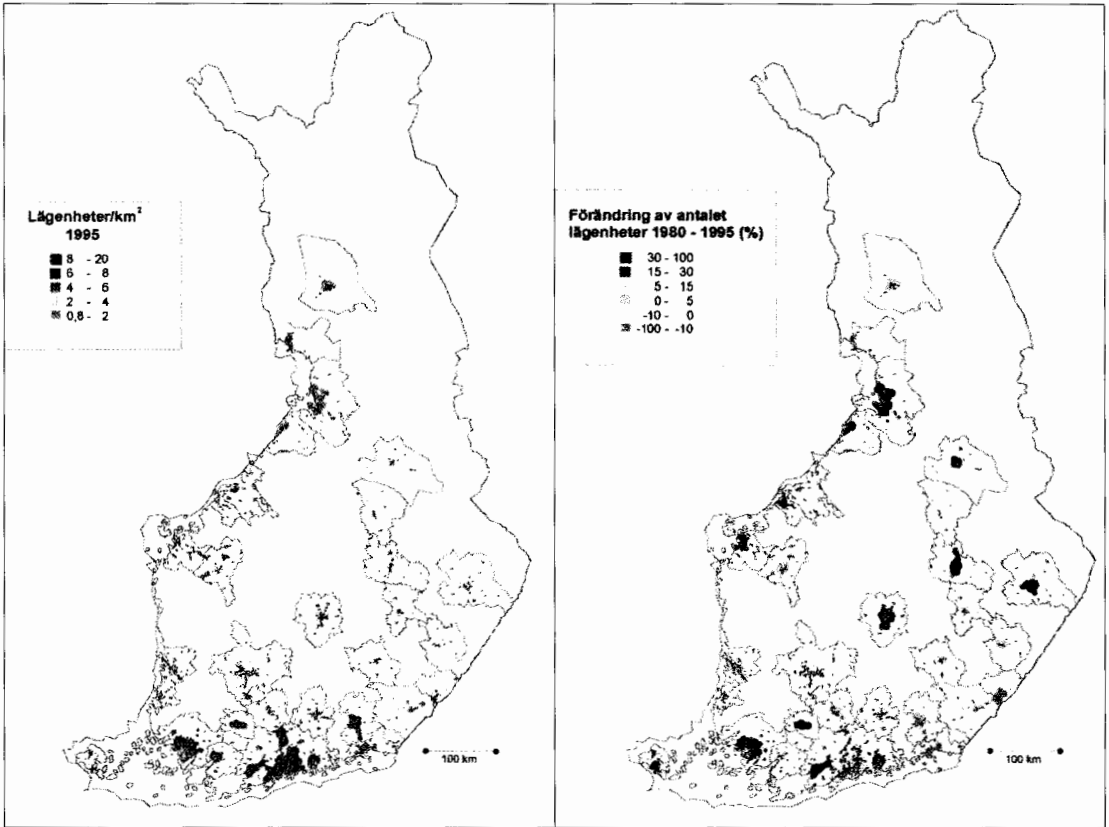 Lägenheter/km²
1995
8 - 20
6 - 8
4 - 6
2 - 4
0,8 - 2
100 km
Förändring av antalet
lägenheter 1980 - 1995 (%)
30 - 100
15 - 30
5 - 15
0 - 5
-10 - 0
-100 - -10
100 km